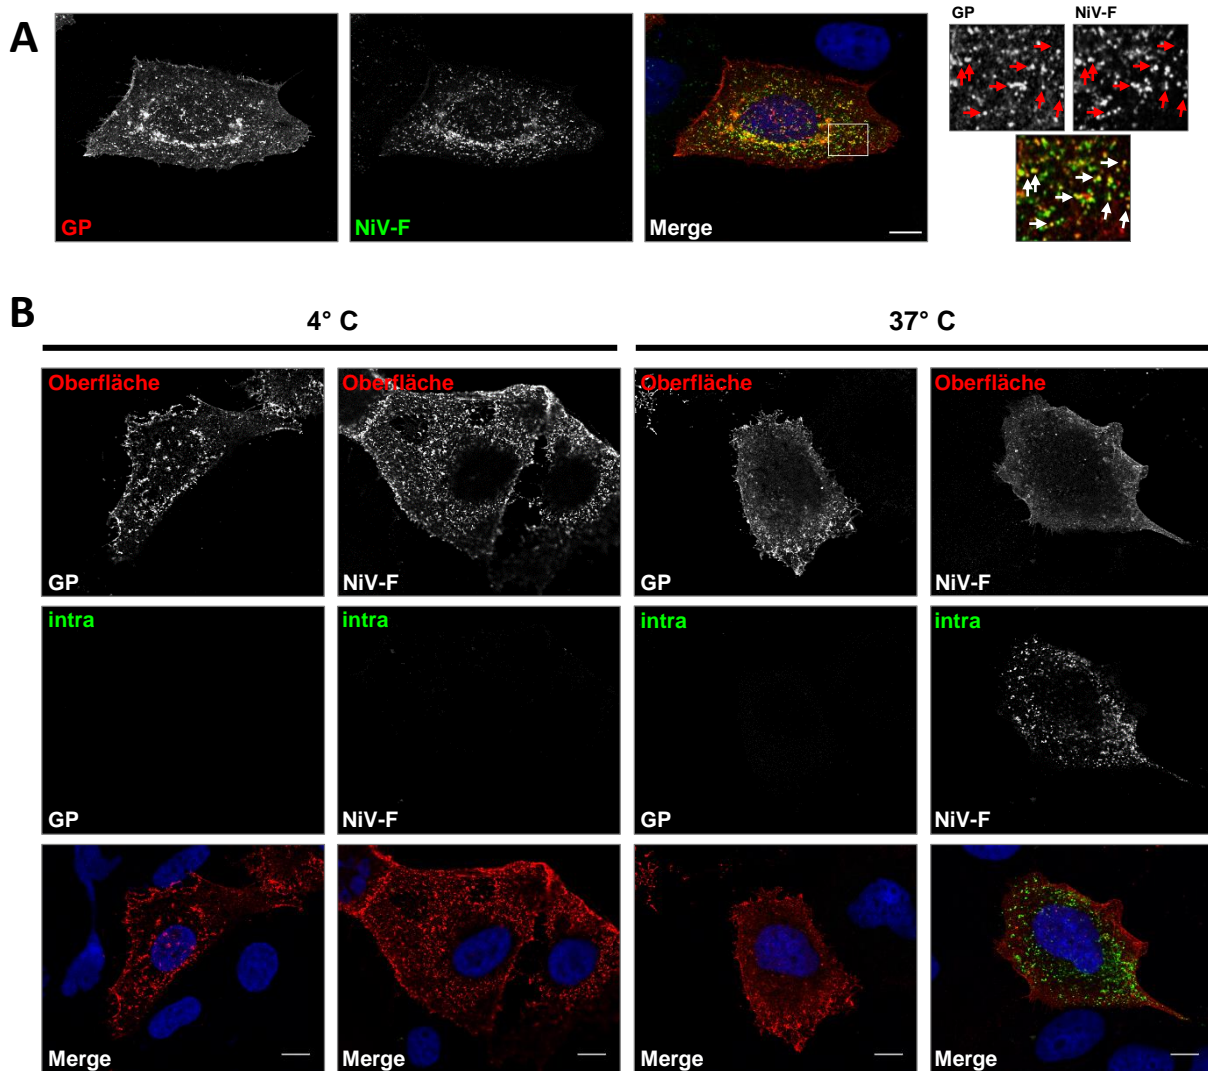 A
GP
NiV-F
Merge
GP
NiV-F
B
4° C
37° C
Oberfläche
GP
Oberfläche
NiV-F
Oberfläche
GP
Oberfläche
NiV-F
intra
GP
intra
NiV-F
intra
GP
intra
NiV-F
Merge
Merge
Merge
Merge